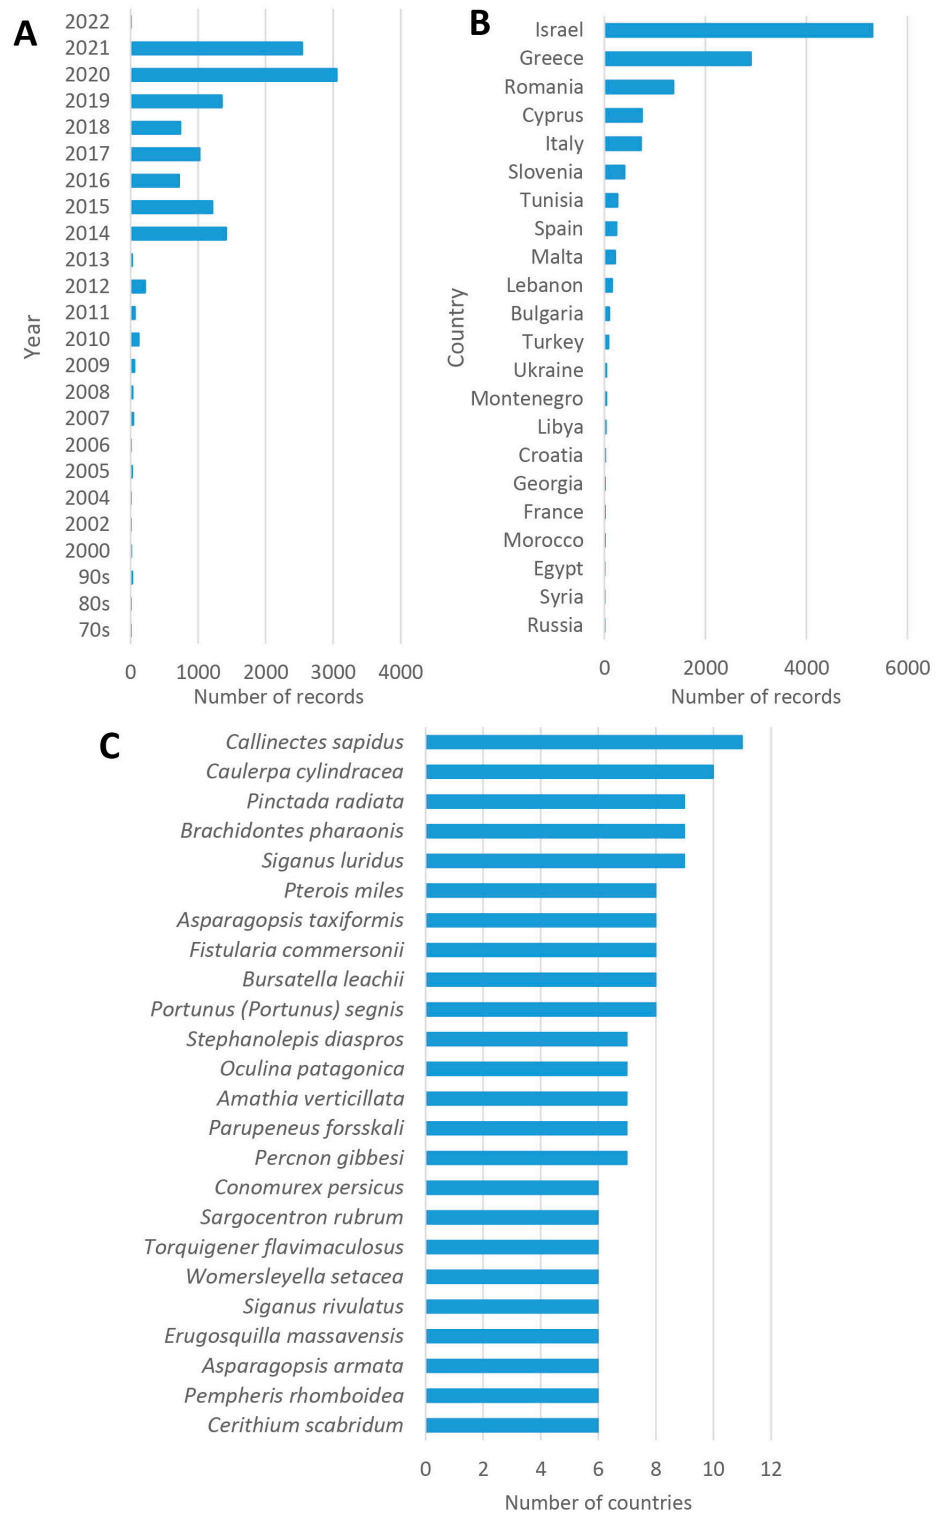 A
2022
2021
2020
2019
2018
2017
2016
2015
2014
2013
2012
2011
2010
2009
2008
2007
2006
2005
2004
2002
2000
90s
80s
70s
Year
0 1000 2000 3000 4000
Number of records
B
Israel
Greece
Romania
Cyprus
Italy
Slovenia
Tunisia
Spain
Malta
Lebanon
Bulgaria
Turkey
Ukraine
Montenegro
Libya
Croatia
Georgia
France
Morocco
Egypt
Syria
Russia
Country
0 2000 4000 6000
Number of records
C
Callinectes sapidus
Caulerpa cylindracea
Pinctada radiata
Brachidontes pharaonis
Siganus luridus
Pterois miles
Asparagopsis taxiformis
Fistularia commersonii
Bursatella leachii
Portunus (Portunus) segnis
Stephanolepis diaspros
Oculina patagonica
Amathia verticillata
Parupeneus forsskali
Percnon gibbesi
Conomurex persicus
Sargocentron rubrum
Torquigener flavimaculosus
Womersleyella setacea
Siganus rivulatus
Erugosquilla massavensis
Asparagopsis armata
Pempheris rhomboidea
Cerithium scabridum
0 2 4 6 8 10 12
Number of countries